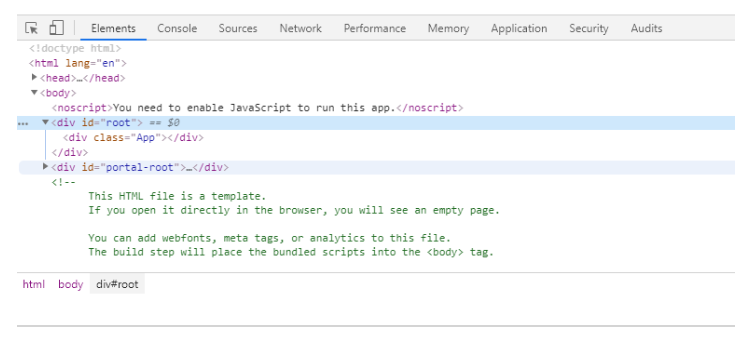 Elements Console Sources Network Performance Memory Application Security Audits
<!doctype html>
<html lang="en">
<head>…</head>
<body>
<noscript>You need to enable JavaScript to run this app.</noscript>
… <div id="root"> == $0
<div class="App"></div>
</div>
<div id="portal-root">…</div>
<!--
This HTML file is a template.
If you open it directly in the browser, you will see an empty page.
You can add webfonts, meta tags, or analytics to this file.
The build step will place the bundled scripts into the <body> tag.
html body div#root